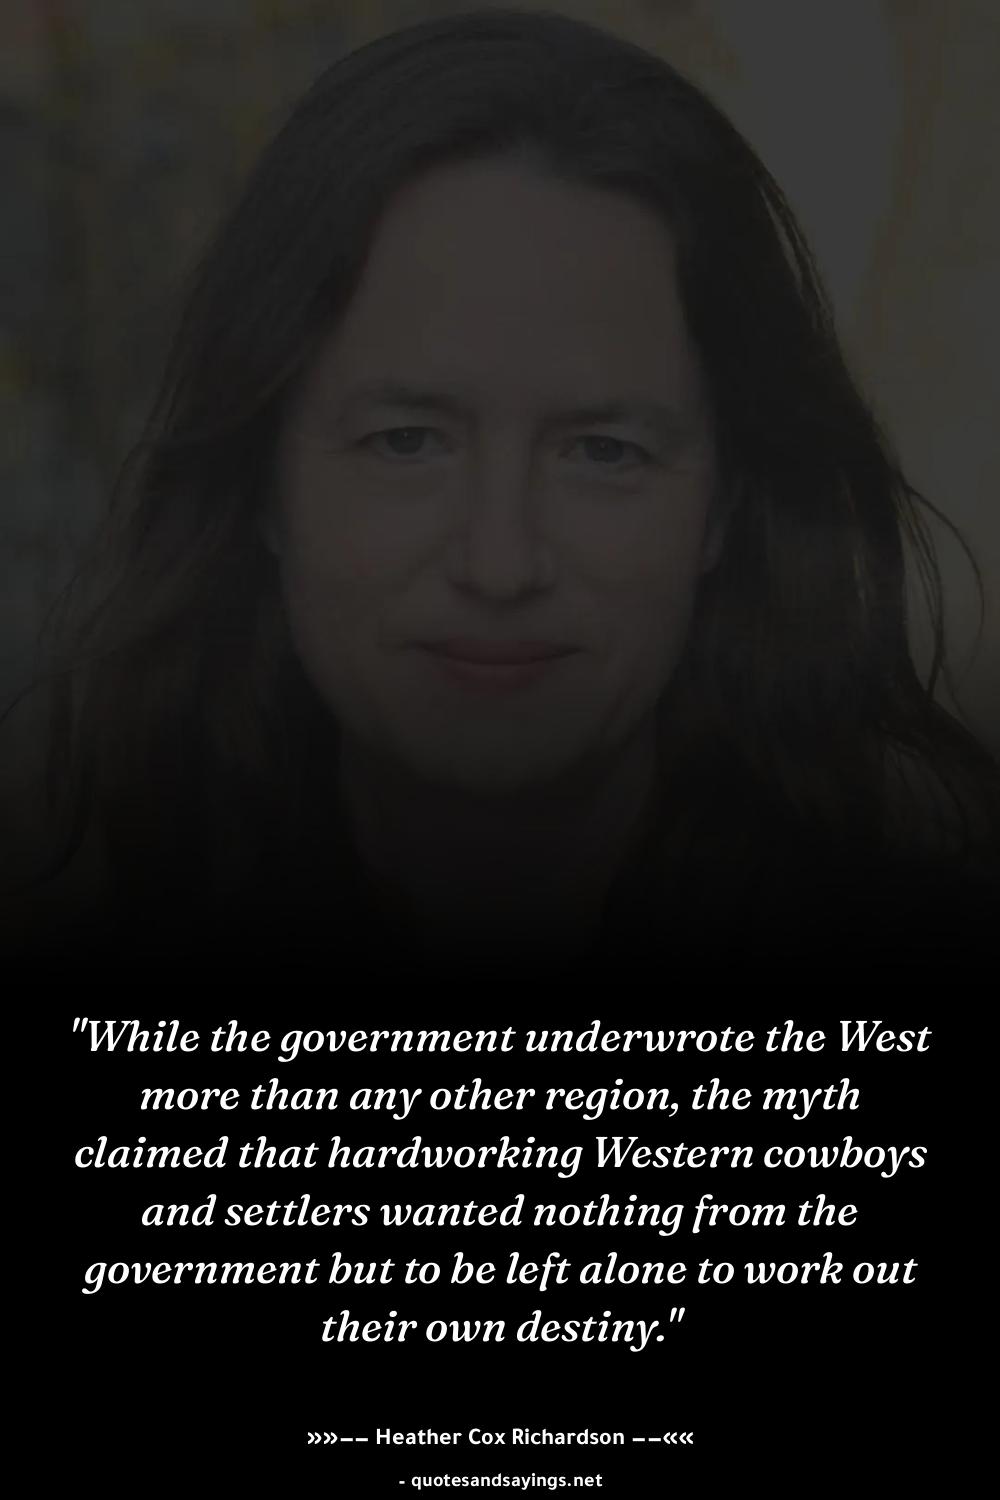 "While the government underwrote the West
more than any other region, the myth
claimed that hardworking Western cowboys
and settlers wanted nothing from the
government but to be left alone to work out
their own destiny."
»»–– Heather Cox Richardson ––««
- quotesandsayings.net